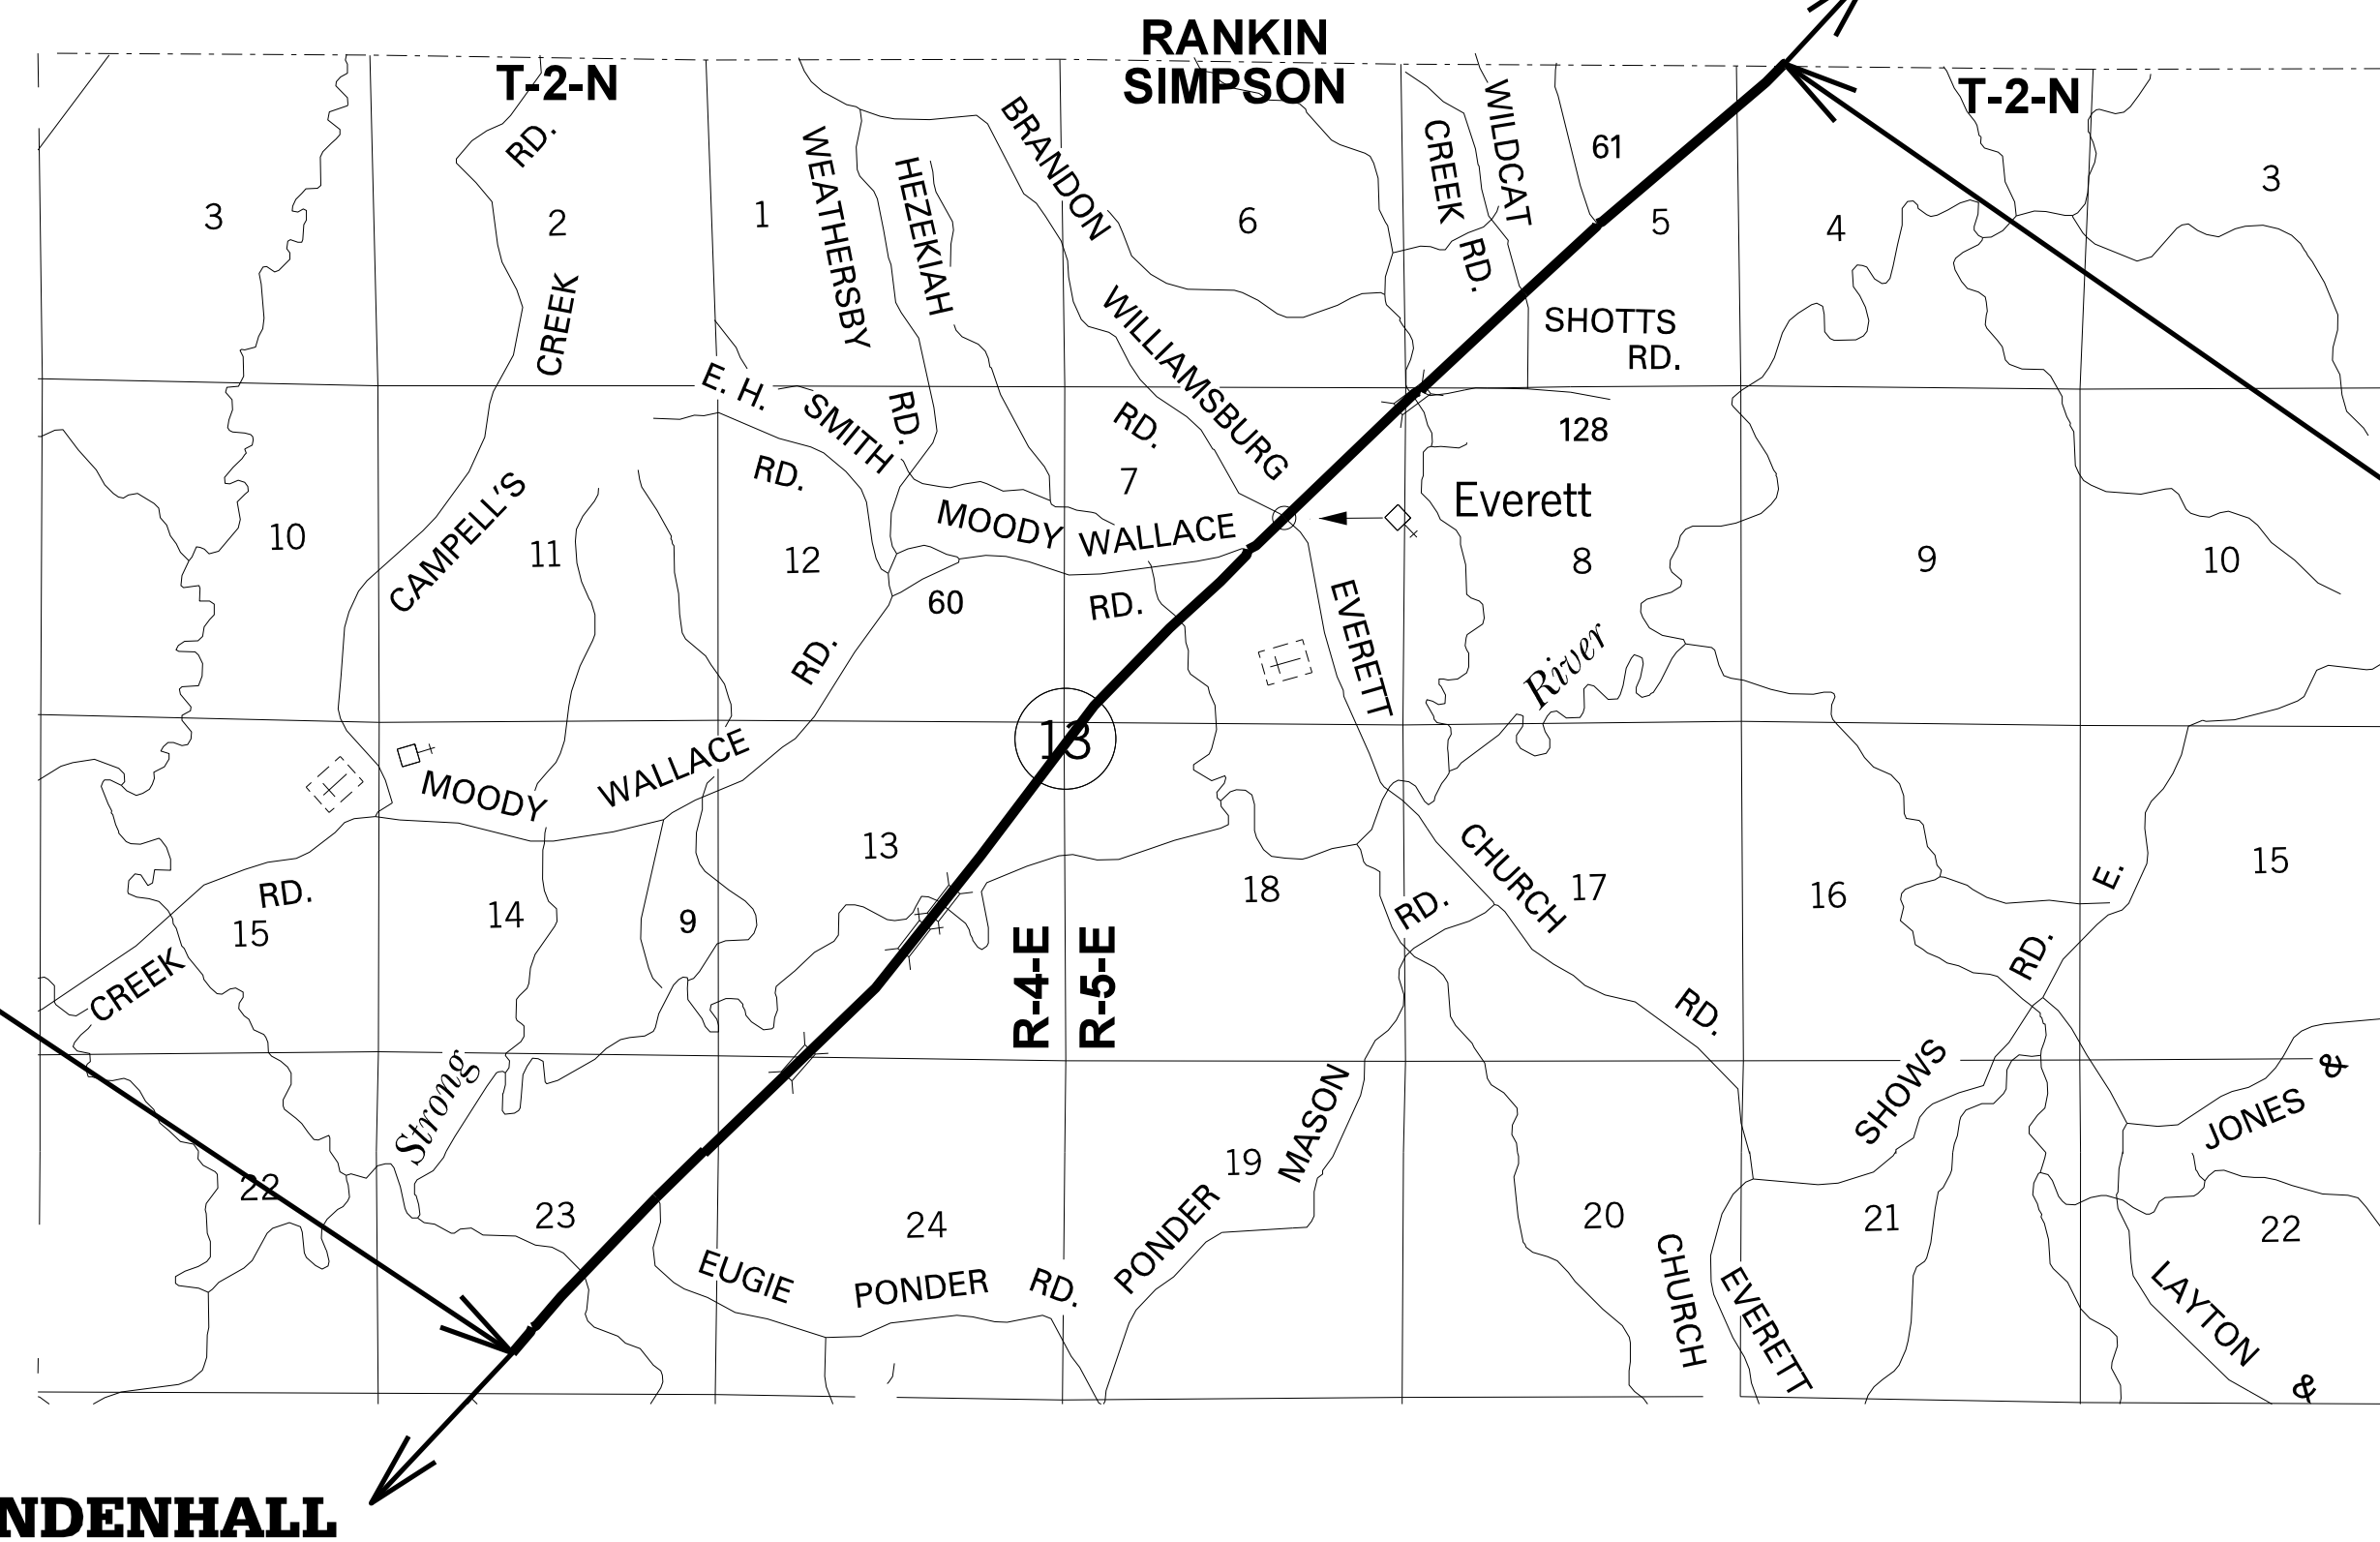 RANKIN
SIMPSON
T-2-N
T-2-N
RD.
BRANDON
WILDCAT
CREEK
RD.
61
3
2
1
WEATHERSBY
HEZEKIAH
6
5
4
3
CREEK
WILLIAMSBURG
SHOTTS
RD.
E. H.
SMITH
RD.
RD.
RD.
128
7
Everett
CAMPELL'S
MOODY
WALLACE
10
11
12
8
9
10
60
RD.
EVERETT
RD.
River
13
MOODY
WALLACE
13
CHURCH
E.
15
RD.
15
14
9
18
RD.
17
16
RD.
CREEK
R-4-E
R-5-E
RD.
Strong
MASON
SHOWS
JONES
&
22
23
24
19
PONDER
20
21
22
EUGIE
PONDER
RD.
CHURCH
EVERETT
LAYTON
&
NDENHALL